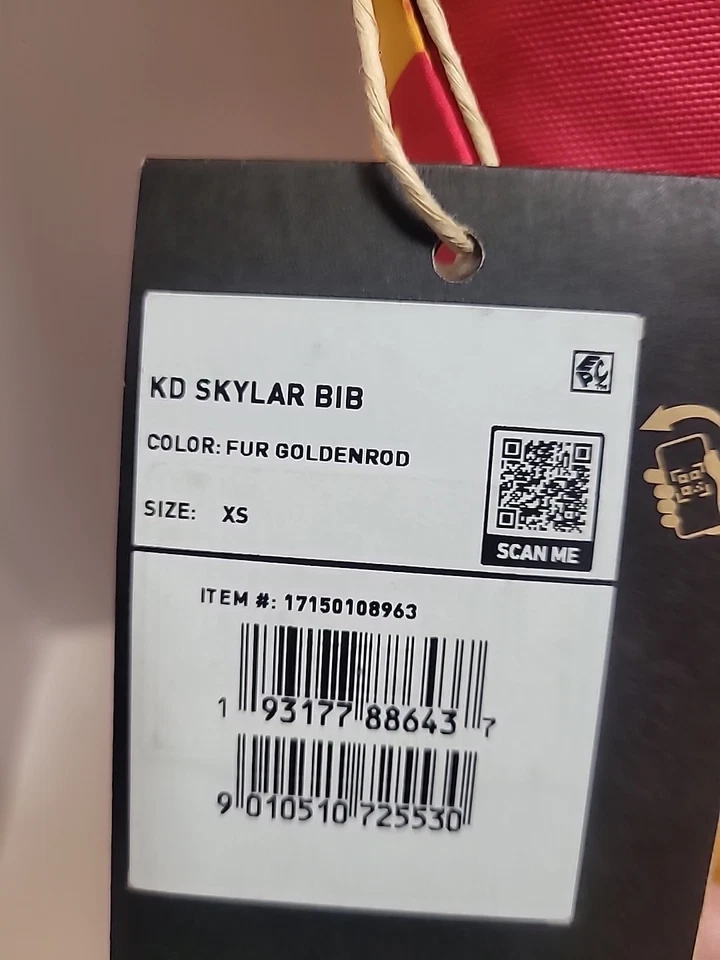 EPC™
KD SKYLAR BIB
COLOR: FUR GOLDENROD
SIZE: XS
SCAN ME
ITEM #: 17150108963
1 93177 88643 7
9 010510 725530